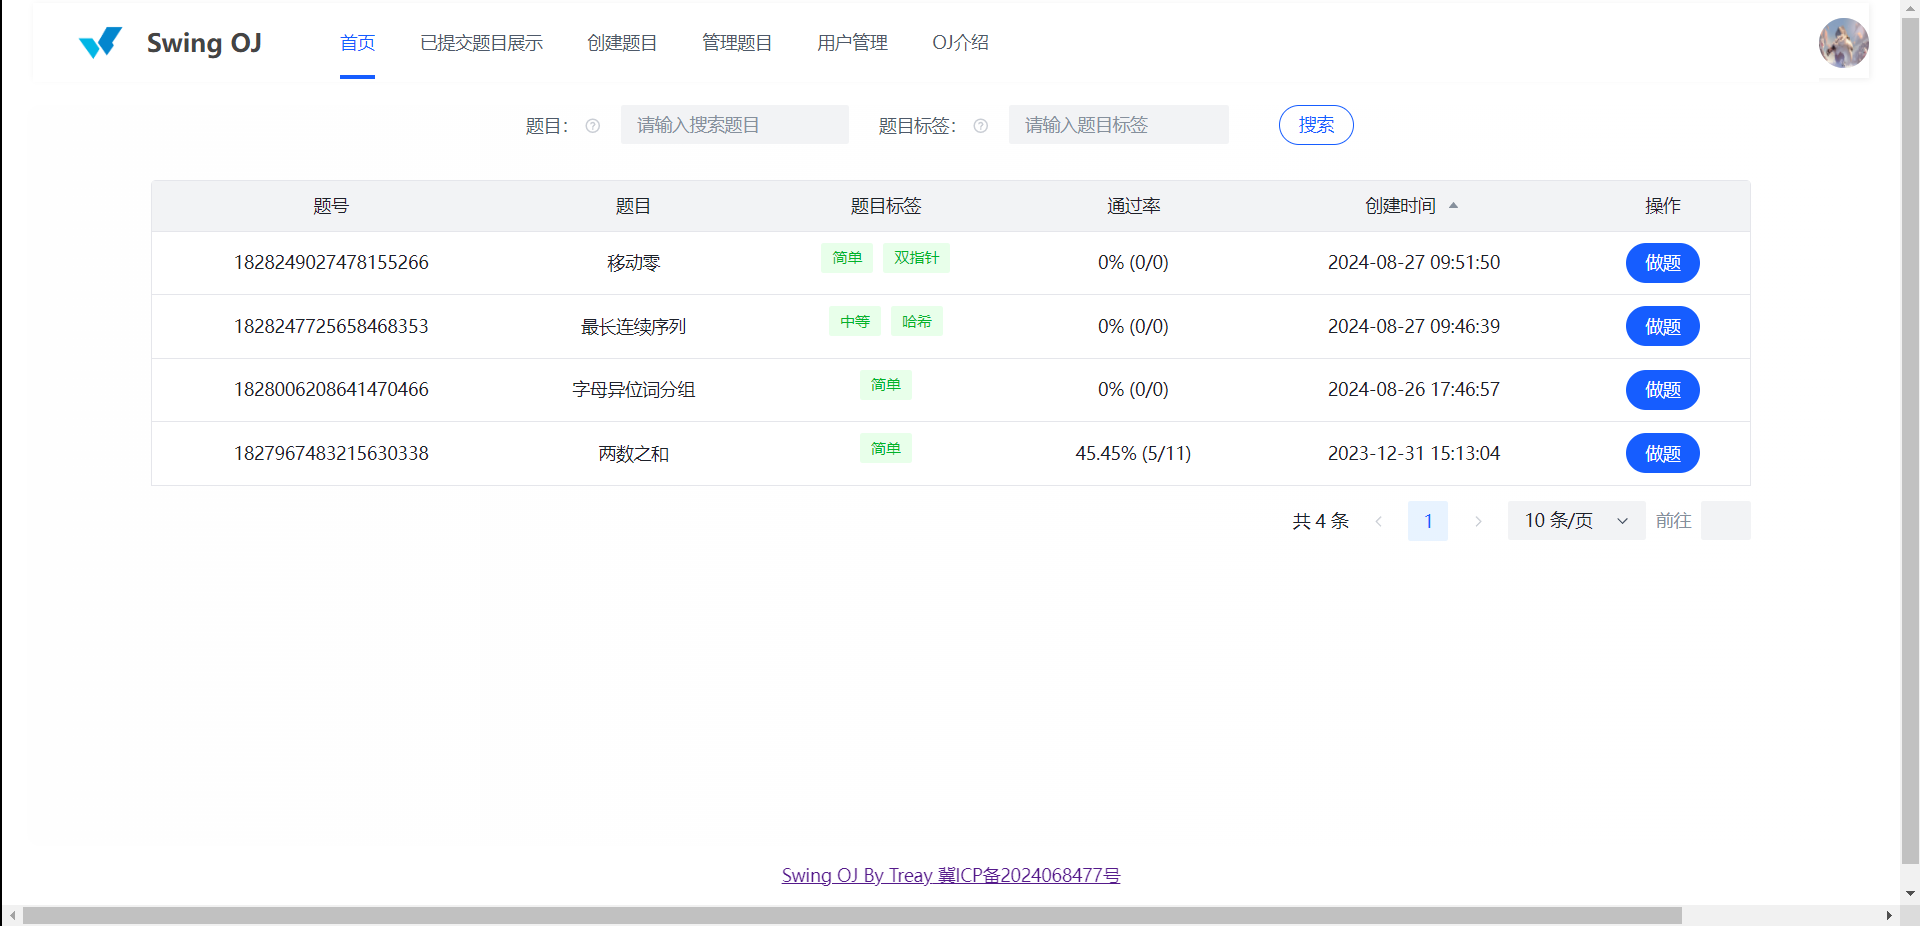 Swing OJ 首页 已提交题目展示 创建题目 管理题目 用户管理 OJ介绍
题目： 请输入搜索题目 题目标签： 请输入题目标签 搜索
题号 题目 题目标签 通过率 创建时间 操作
1828249027478155266 移动零 简单 双指针 0% (0/0) 2024-08-27 09:51:50 做题
1828247725658468353 最长连续序列 中等 哈希 0% (0/0) 2024-08-27 09:46:39 做题
1828006208641470466 字母异位词分组 简单 0% (0/0) 2024-08-26 17:46:57 做题
1827967483215630338 两数之和 简单 45.45% (5/11) 2023-12-31 15:13:04 做题
共 4 条 1 10 条/页 前往
Swing OJ By Treay 冀ICP备2024068477号